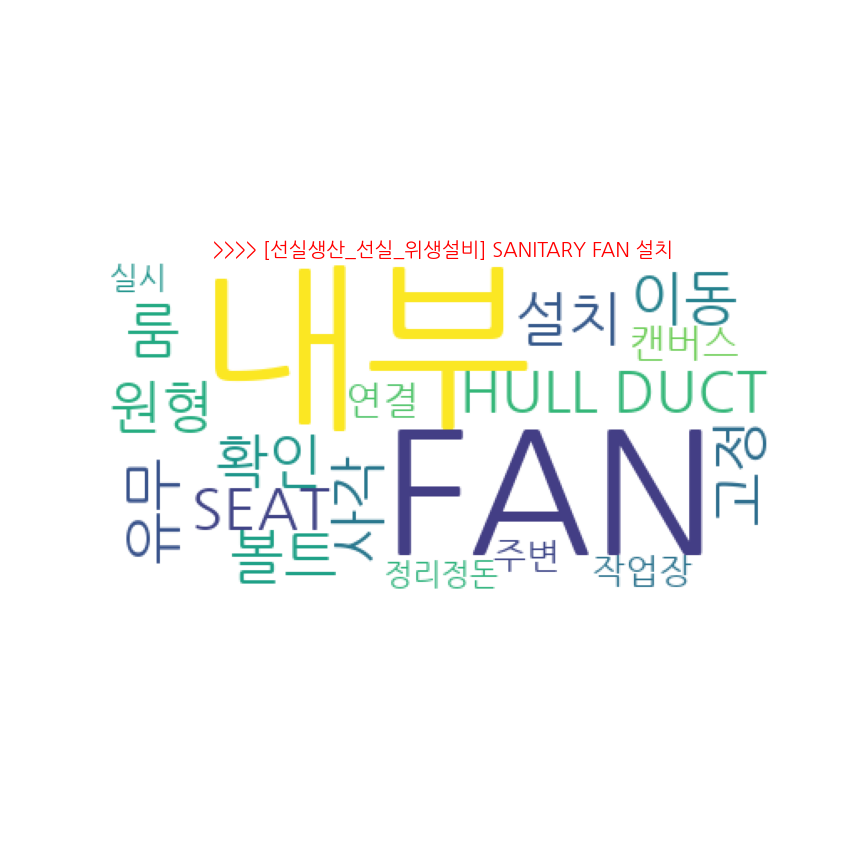 >>>> [선실생산_선실_위생설비] SANITARY FAN 설치
실시
내부
이동
룸
설치
캔버스
원형
연결
HULL DUCT
확인
FAN
고정
유무
SEAT
사각
볼트
주변
정리정돈
작업장